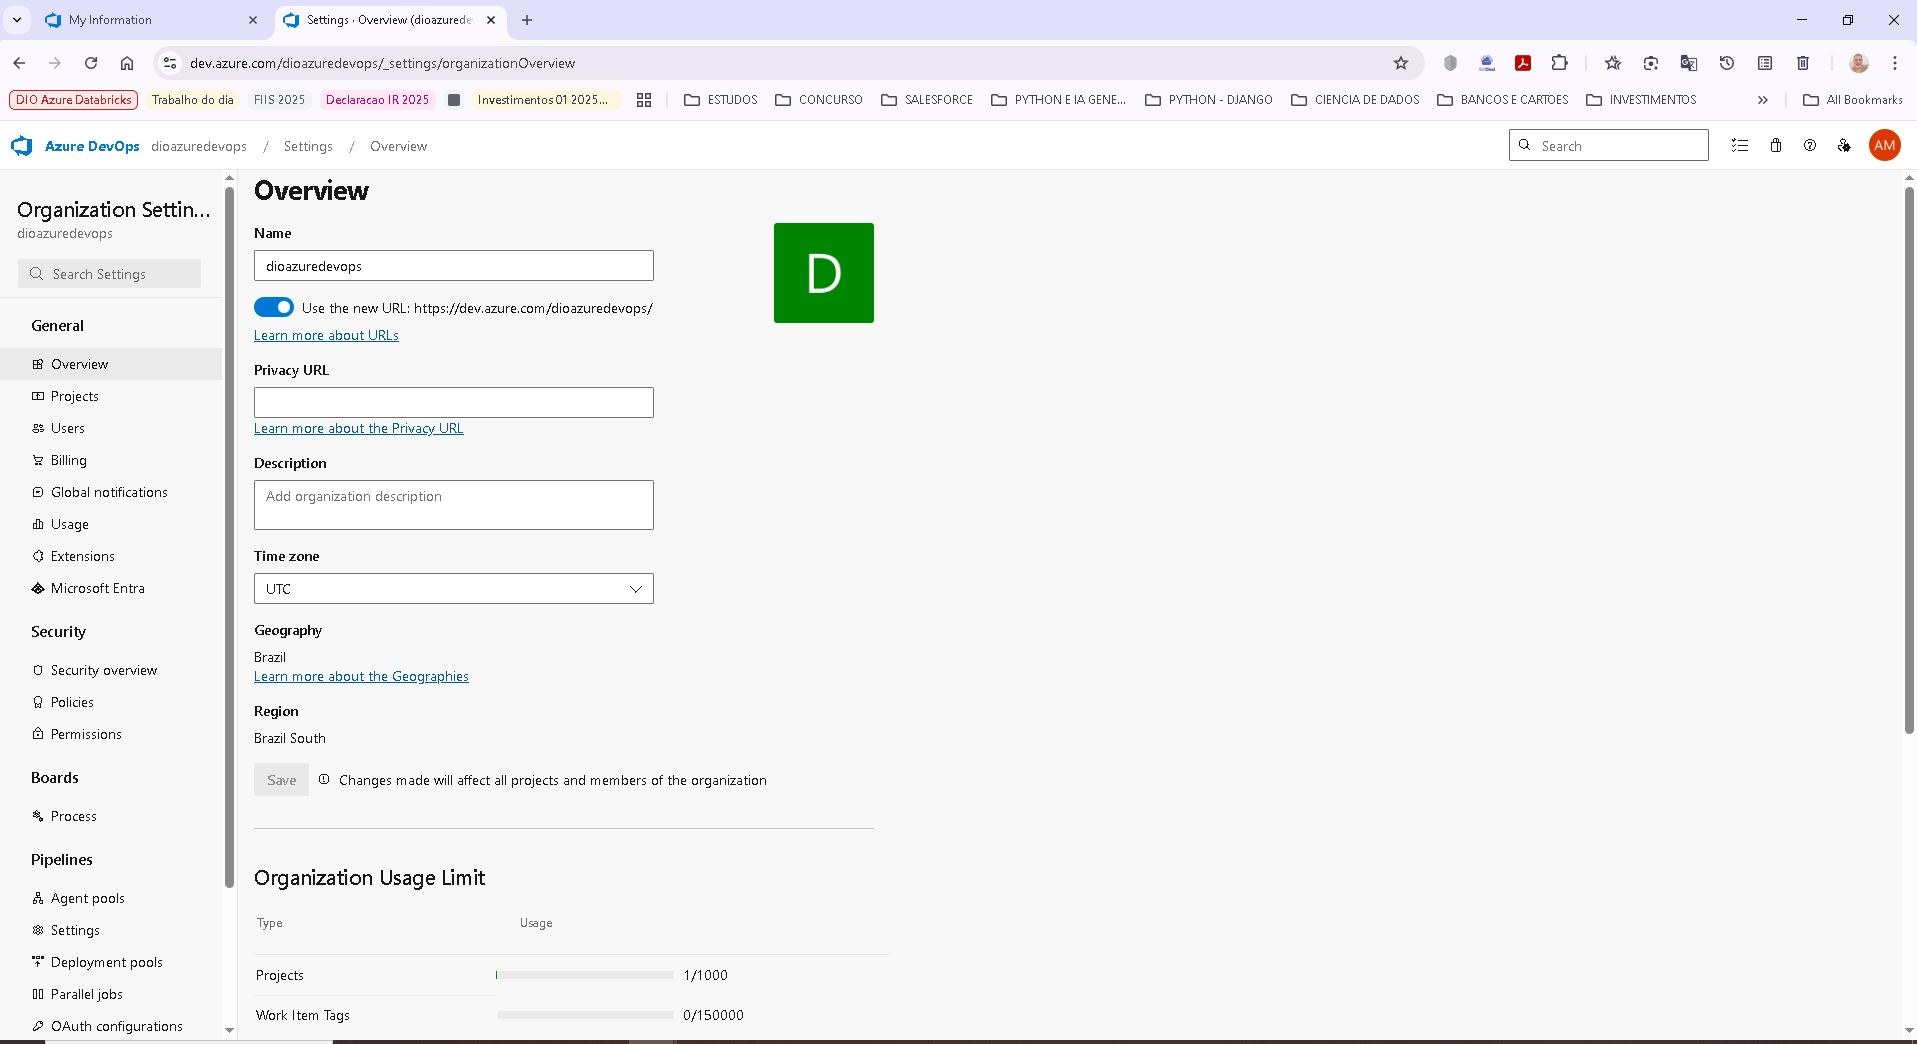 My Information
Settings · Overview (dioazurede
dev.azure.com/dioazuredevops/_settings/organizationOverview
DIO Azure Databricks
Trabalho do dia
FIIS 2025
Declaracao IR 2025
Investimentos 01 2025...
ESTUDOS
CONCURSO
SALESFORCE
PYTHON E IA GENE...
PYTHON - DJANGO
CIENCIA DE DADOS
BANCOS E CARTOES
INVESTIMENTOS
All Bookmarks
Azure DevOps dioazuredevops / Settings / Overview
Search
AM
Organization Settin...
dioazuredevops
Search Settings
General
Overview
Projects
Users
Billing
Global notifications
Usage
Extensions
Microsoft Entra
Security
Security overview
Policies
Permissions
Boards
Process
Pipelines
Agent pools
Settings
Deployment pools
Parallel jobs
OAuth configurations
Overview
Name
dioazuredevops
D
Use the new URL: https://dev.azure.com/dioazuredevops/
Learn more about URLs
Privacy URL
Learn more about the Privacy URL
Description
Add organization description
Time zone
UTC
Geography
Brazil
Learn more about the Geographies
Region
Brazil South
Save
Changes made will affect all projects and members of the organization
Organization Usage Limit
Type Usage
Projects 1/1000
Work Item Tags 0/150000